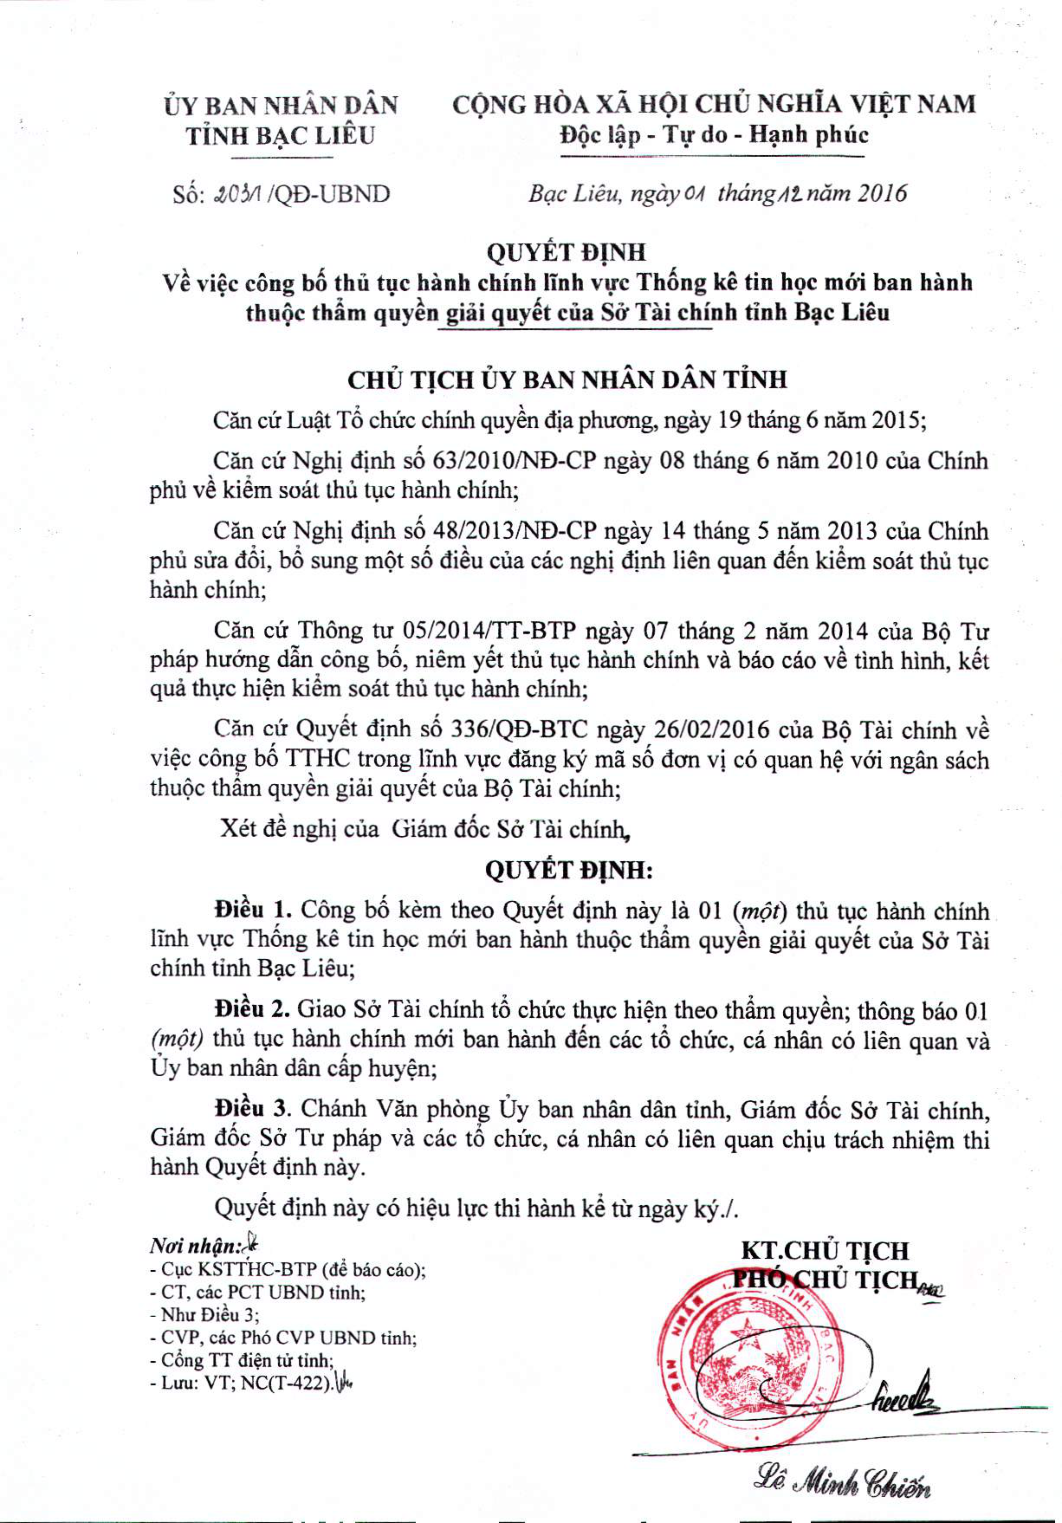 ỦY BAN NHÂN DÂN
TỈNH BẠC LIÊU
CỘNG HÒA XÃ HỘI CHỦ NGHĨA VIỆT NAM
Độc lập - Tự do - Hạnh phúc
Số: 2031/QĐ-UBND
Bạc Liêu, ngày 01 tháng 12 năm 2016
QUYẾT ĐỊNH
Về việc công bố thủ tục hành chính lĩnh vực Thống kê tin học mới ban hành
thuộc thẩm quyền giải quyết của Sở Tài chính tỉnh Bạc Liêu
CHỦ TỊCH ỦY BAN NHÂN DÂN TỈNH
Căn cứ Luật Tổ chức chính quyền địa phương, ngày 19 tháng 6 năm 2015;
Căn cứ Nghị định số 63/2010/NĐ-CP ngày 08 tháng 6 năm 2010 của Chính
phủ về kiểm soát thủ tục hành chính;
Căn cứ Nghị định số 48/2013/NĐ-CP ngày 14 tháng 5 năm 2013 của Chính
phủ sửa đổi, bổ sung một số điều của các nghị định liên quan đến kiểm soát thủ tục
hành chính;
Căn cứ Thông tư 05/2014/TT-BTP ngày 07 tháng 2 năm 2014 của Bộ Tư
pháp hướng dẫn công bố, niêm yết thủ tục hành chính và báo cáo về tình hình, kết
quả thực hiện kiểm soát thủ tục hành chính;
Căn cứ Quyết định số 336/QĐ-BTC ngày 26/02/2016 của Bộ Tài chính về
việc công bố TTHC trong lĩnh vực đăng ký mã số đơn vị có quan hệ với ngân sách
thuộc thẩm quyền giải quyết của Bộ Tài chính;
Xét đề nghị của Giám đốc Sở Tài chính,
QUYẾT ĐỊNH:
Điều 1. Công bố kèm theo Quyết định này là 01 (một) thủ tục hành chính
lĩnh vực Thống kê tin học mới ban hành thuộc thẩm quyền giải quyết của Sở Tài
chính tỉnh Bạc Liêu;
Điều 2. Giao Sở Tài chính tổ chức thực hiện theo thẩm quyền; thông báo 01
(một) thủ tục hành chính mới ban hành đến các tổ chức, cá nhân có liên quan và
Ủy ban nhân dân cấp huyện;
Điều 3. Chánh Văn phòng Ủy ban nhân dân tỉnh, Giám đốc Sở Tài chính,
Giám đốc Sở Tư pháp và các tổ chức, cá nhân có liên quan chịu trách nhiệm thi
hành Quyết định này.
Quyết định này có hiệu lực thi hành kể từ ngày ký./.
Nơi nhận:
- Cục KSTTHC-BTP (để báo cáo);
- CT, các PCT UBND tỉnh;
- Như Điều 3;
- CVP, các Phó CVP UBND tỉnh;
- Cổng TT điện tử tỉnh;
- Lưu: VT; NC(T-422).
KT.CHỦ TỊCH
PHÓ CHỦ TỊCH
ỦY BAN NHÂN TỈNH BẠC LIÊU
Lê Minh Chiến